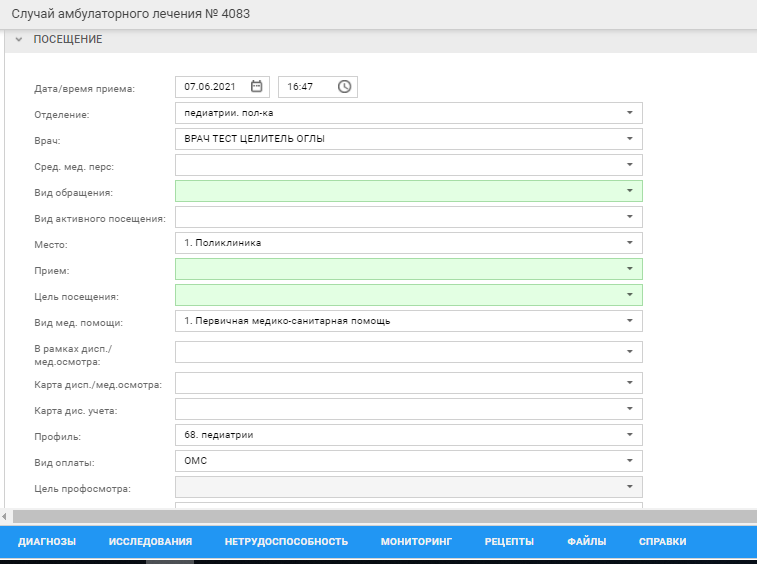 Случай амбулаторного лечения № 4083
ПОСЕЩЕНИЕ
Дата/время приема: 07.06.2021 16:47
Отделение: педиатрии. пол-ка
Врач: ВРАЧ ТЕСТ ЦЕЛИТЕЛЬ ОГЛЫ
Сред. мед. перс:
Вид обращения:
Вид активного посещения:
Место: 1. Поликлиника
Прием:
Цель посещения:
Вид мед. помощи: 1. Первичная медико-санитарная помощь
В рамках дисп./
мед.осмотра:
Карта дисп./мед.осмотра:
Карта дис. учета:
Профиль: 68. педиатрии
Вид оплаты: ОМС
Цель профосмотра:
ДИАГНОЗЫ ИССЛЕДОВАНИЯ НЕТРУДОСПОСОБНОСТЬ МОНИТОРИНГ РЕЦЕПТЫ ФАЙЛЫ СПРАВКИ